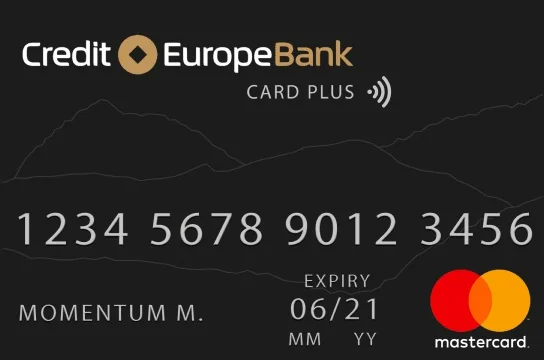 Credit EuropeBank
CARD PLUS
1234 5678 9012 3456
EXPIRY
MOMENTUM M.
06/21
MM YY
mastercard.